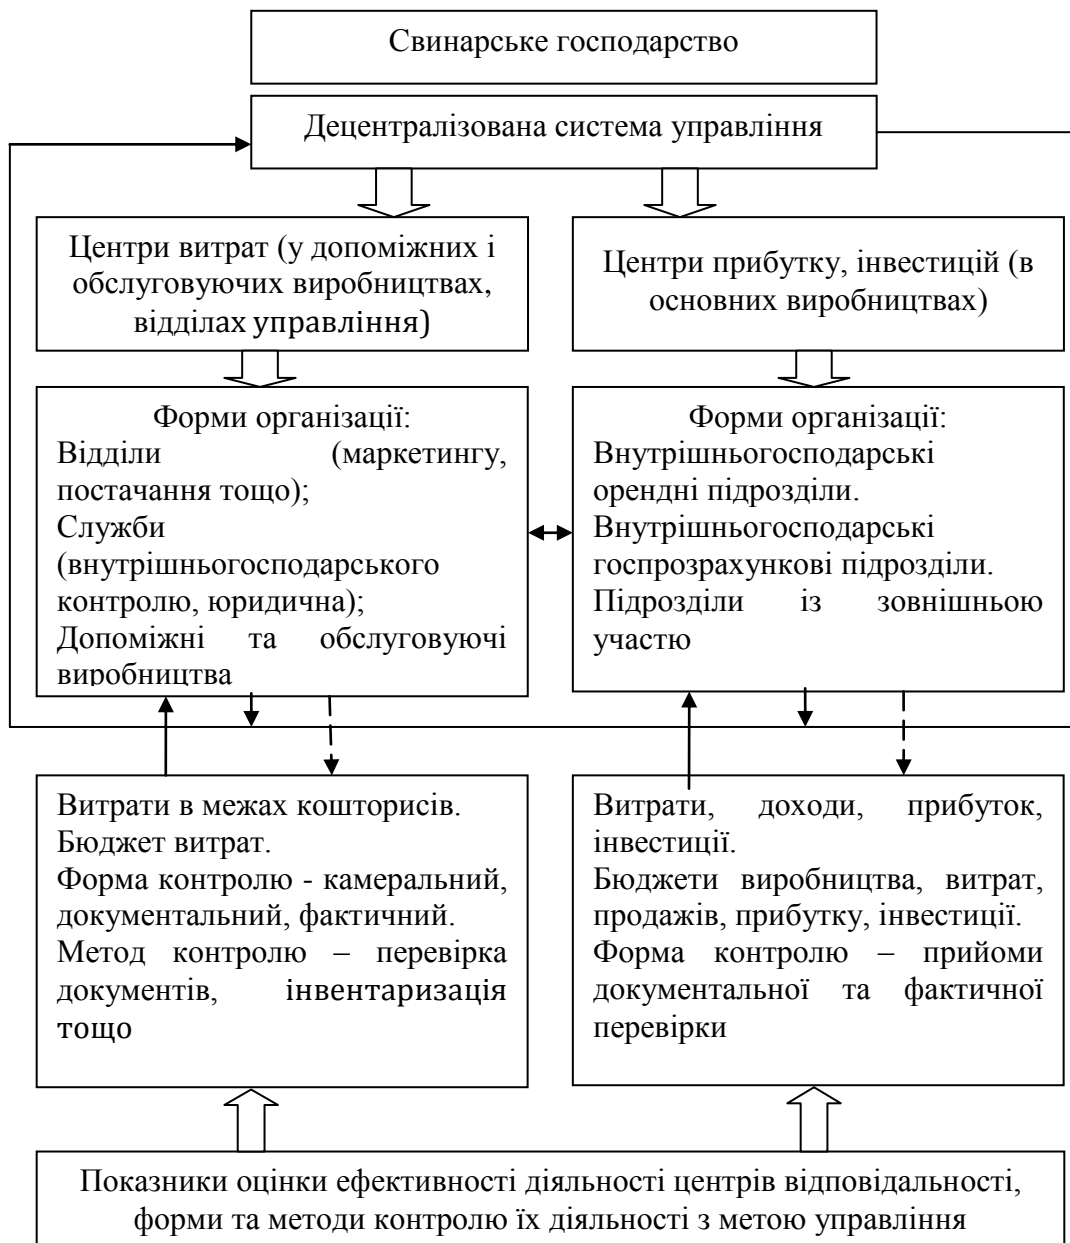 Свинарське господарство
Децентралізована система управління
Центри витрат (у допоміжних і
обслуговуючих виробництвах,
відділах управління)
Центри прибутку, інвестицій (в
основних виробництвах)
Форми організації:
Відділи (маркетингу,
постачання тощо);
Служби
(внутрішньогосподарського
контролю, юридична);
Допоміжні та обслуговуючі
виробництва
Форми організації:
Внутрішньогосподарські
орендні підрозділи.
Внутрішньогосподарські
госпрозрахункові підрозділи.
Підрозділи із зовнішньою
участю
Витрати в межах кошторисів.
Бюджет витрат.
Форма контролю - камеральний,
документальний, фактичний.
Метод контролю – перевірка
документів, інвентаризація
тощо
Витрати, доходи, прибуток,
інвестиції.
Бюджети виробництва, витрат,
продажів, прибутку, інвестиції.
Форма контролю – прийоми
документальної та фактичної
перевірки
Показники оцінки ефективності діяльності центрів відповідальності,
форми та методи контролю їх діяльності з метою управління